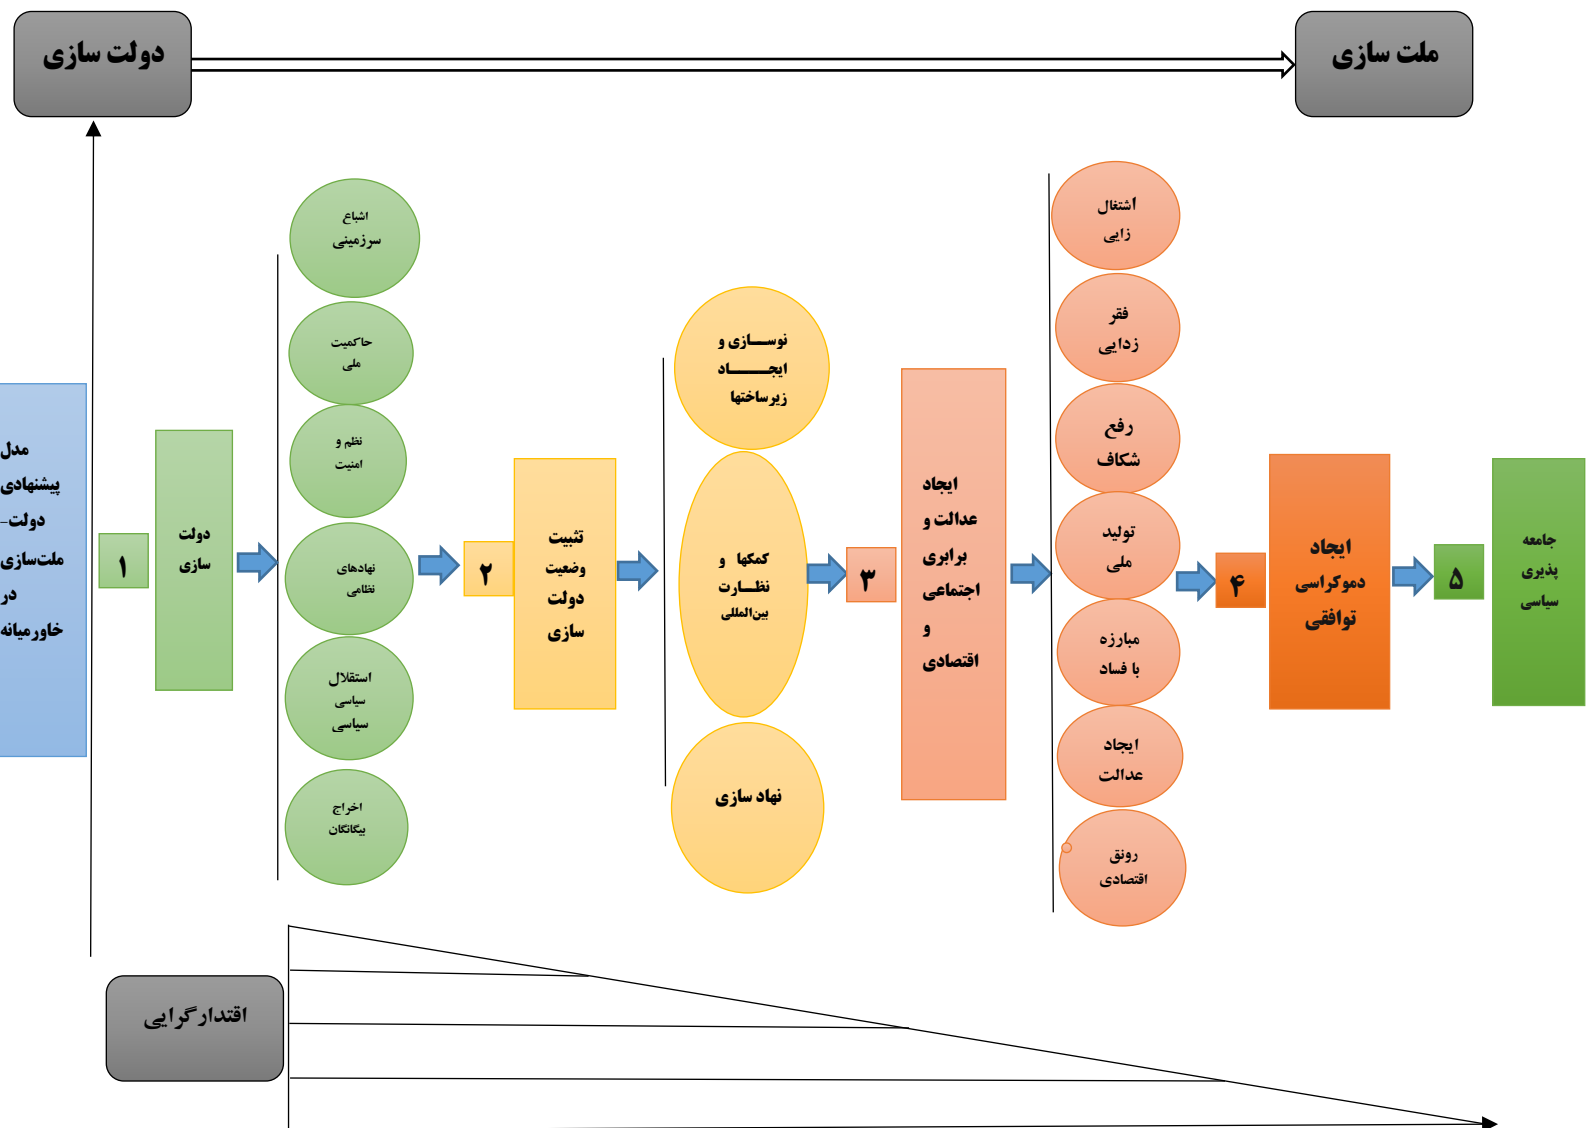 دولت سازی
ملت سازی
مدل
پیشنهادی
دولت-
ملت‌سازی
در
خاورمیانه
۱
دولت
سازی
اشباع
سرزمینی
حاکمیت
ملی
نظم و
امنیت
نهادهای
نظامی
استقلال
سیاسی
سیاسی
اخراج
بیگانگان
۲
تثبیت
وضعیت
دولت
سازی
نوســازی و
ایجــــــاد
زیرساختها
کمکها و
نظــارت
بین‌المللی
نهاد سازی
۳
ایجاد
عدالت و
برابری
اجتماعی
و
اقتصادی
اشتغال
زایی
فقر
زدایی
رفع
شکاف
تولید
ملی
مبارزه
با فساد
ایجاد
عدالت
رونق
اقتصادی
۴
ایجاد
دموکراسی
توافقی
۵
جامعه
پذیری
سیاسی
اقتدارگرایی